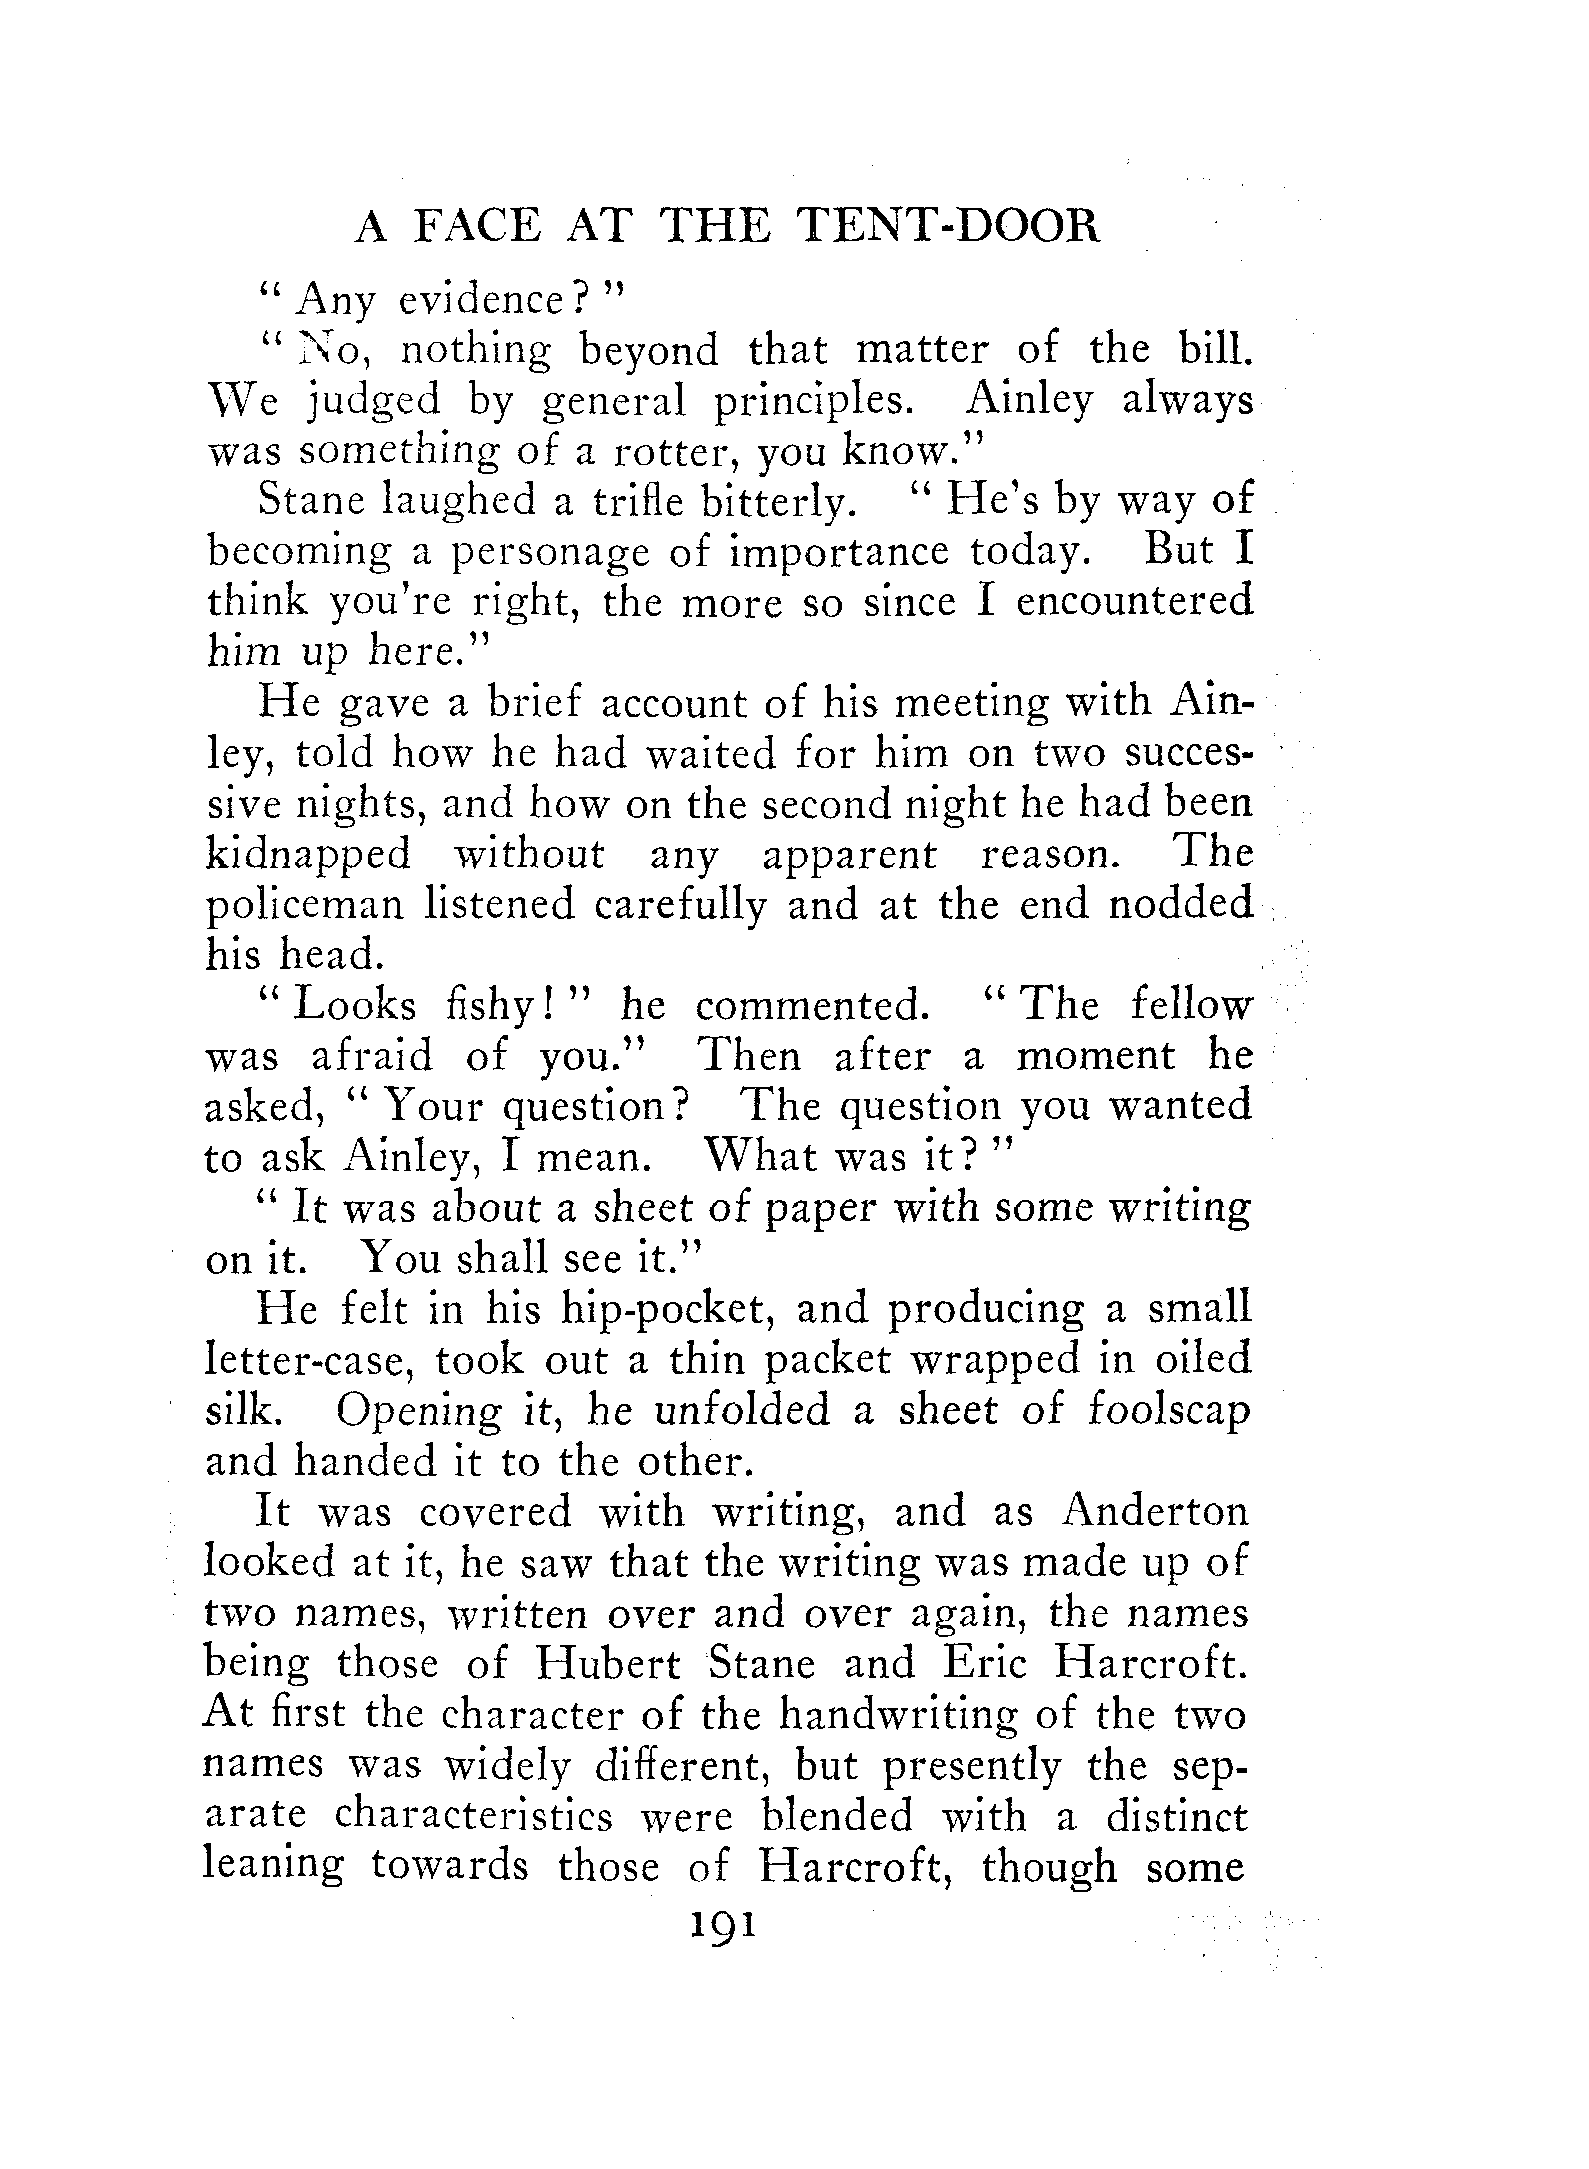 A FACE AT THE TENT-DOOR
“ Any evidence? ”
“ No, nothing beyond that matter of the bill.
We judged by general principles. Ainley always
was something of a rotter, you know.”
Stane laughed a trifle bitterly. “ He's by way of
becoming a personage of importance today. But I
think you're right, the more so since I encountered
him up here.”
He gave a brief account of his meeting with Ain-
ley, told how he had waited for him on two succes-
sive nights, and how on the second night he had been
kidnapped without any apparent reason. The
policeman listened carefully and at the end nodded
his head.
“ Looks fishy! ” he commented. “ The fellow
was afraid of you.” Then after a moment he
asked, “ Your question? The question you wanted
to ask Ainley, I mean. What was it? ”
“ It was about a sheet of paper with some writing
on it. You shall see it.”
He felt in his hip-pocket, and producing a small
letter-case, took out a thin packet wrapped in oiled
silk. Opening it, he unfolded a sheet of foolscap
and handed it to the other.
It was covered with writing, and as Anderton
looked at it, he saw that the writing was made up of
two names, written over and over again, the names
being those of Hubert Stane and Eric Harcroft.
At first the character of the handwriting of the two
names was widely different, but presently the sep-
arate characteristics were blended with a distinct
leaning towards those of Harcroft, though some
191